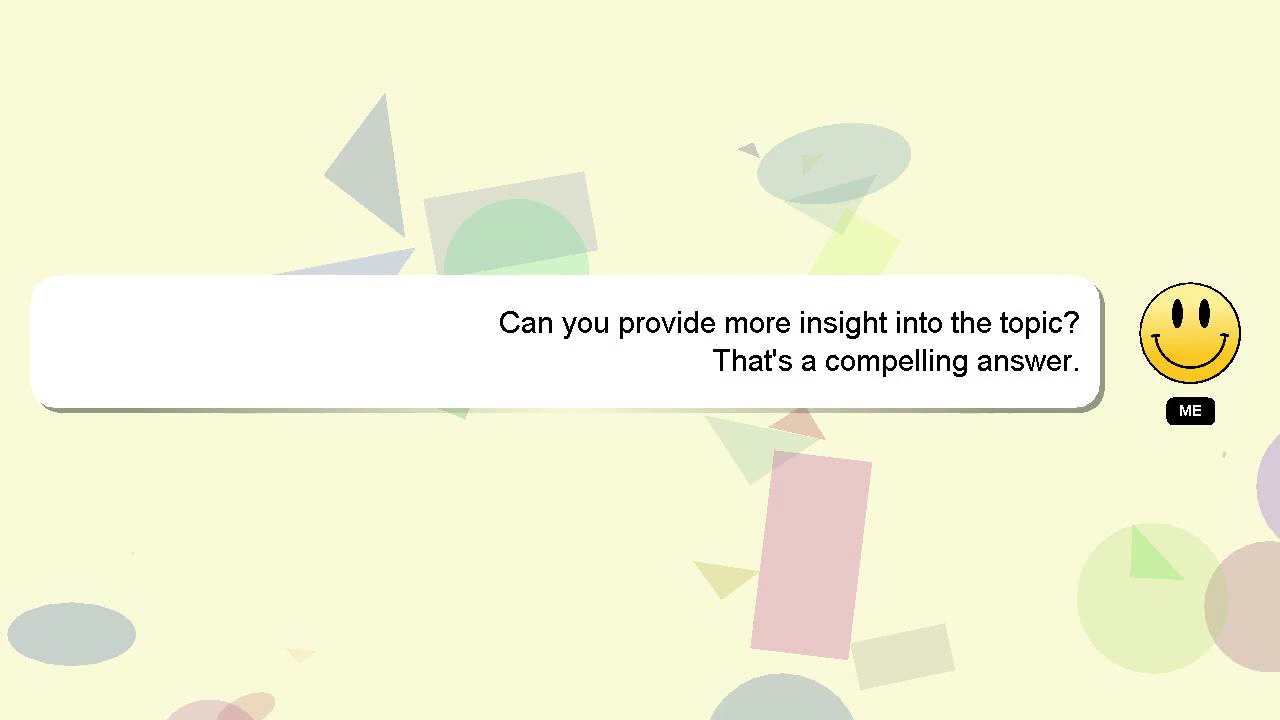 Can you provide more insight into the topic?
That's a compelling answer.
ME